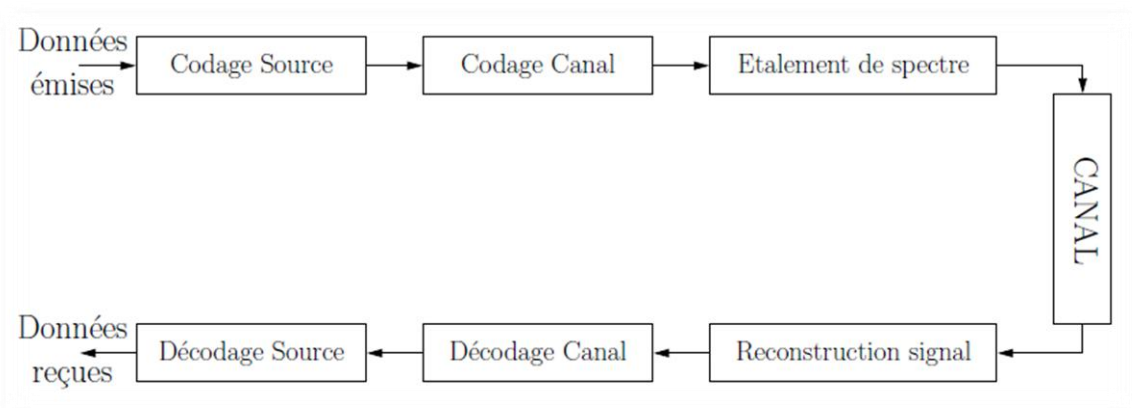 Données
émises
Codage Source
Codage Canal
Etalement de spectre
CANAL
Données
reçues
Décodage Source
Décodage Canal
Reconstruction signal